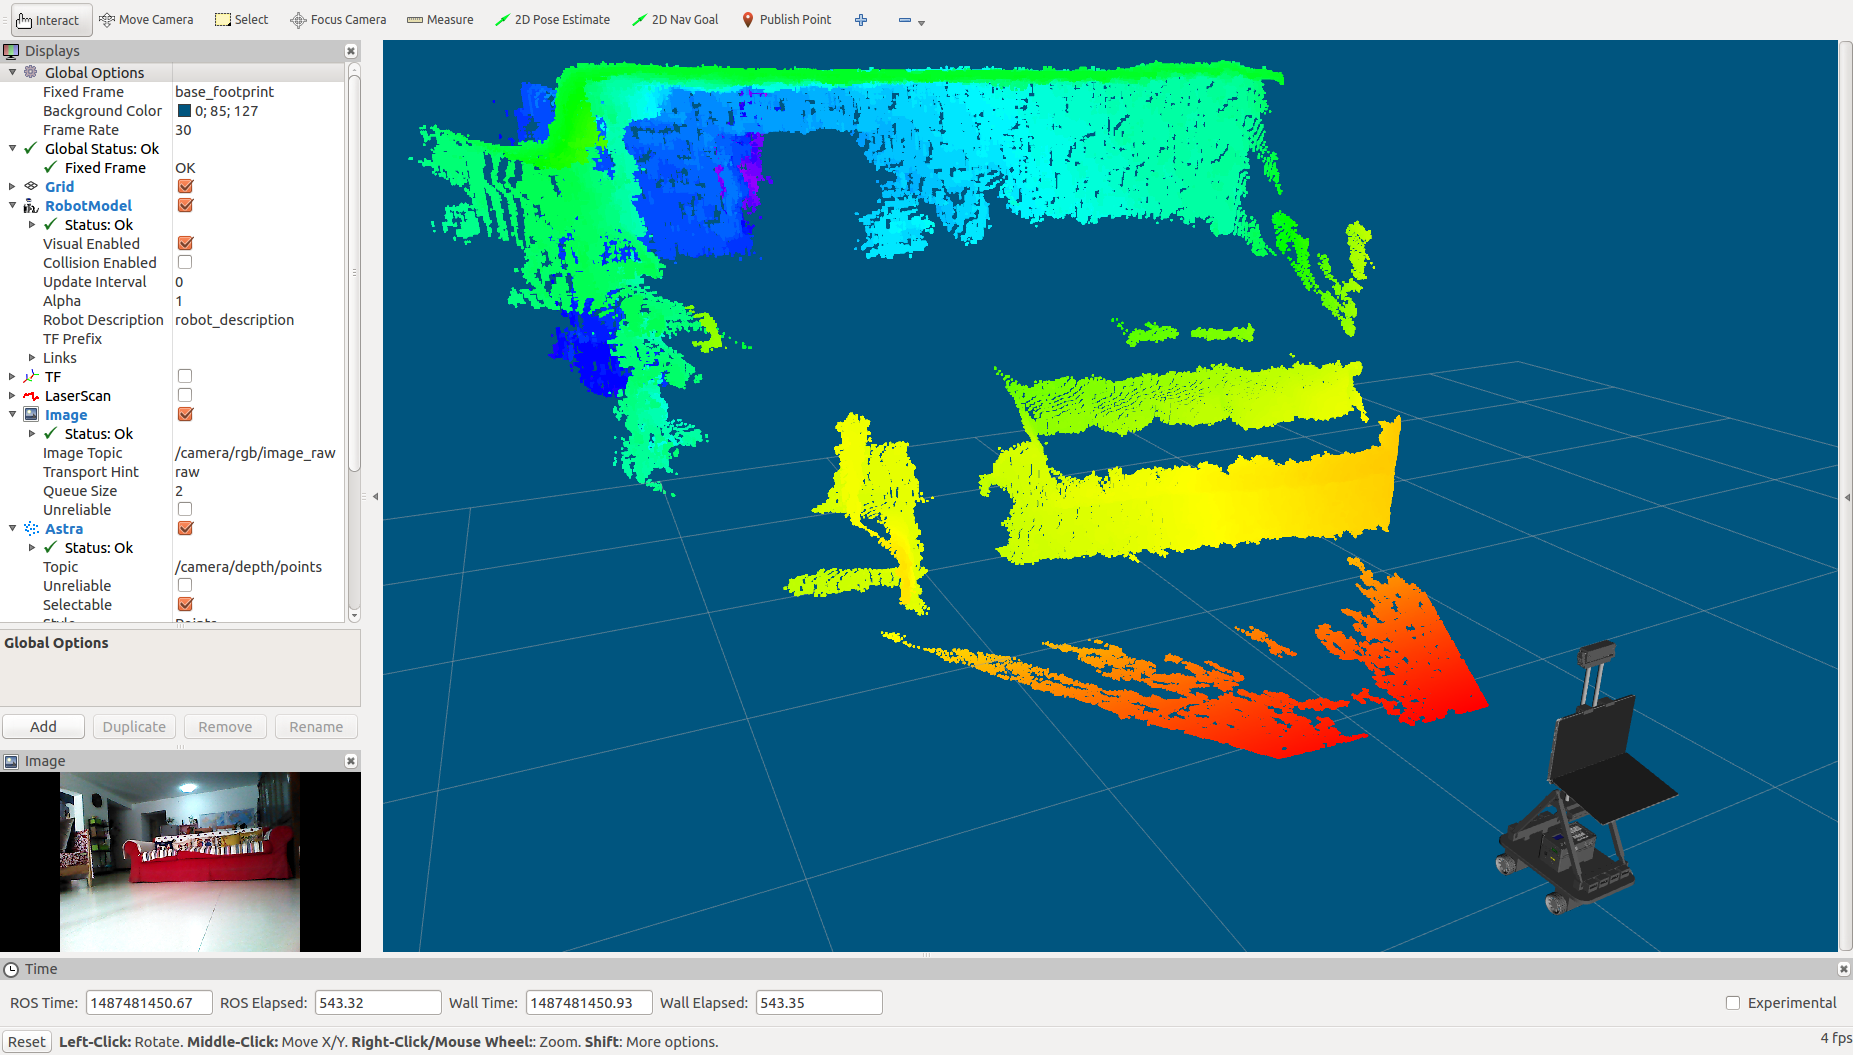 Interact Move Camera Select Focus Camera Measure 2D Pose Estimate 2D Nav Goal Publish Point
Displays
Global Options
Fixed Frame base_footprint
Background Color 0; 85; 127
Frame Rate 30
Global Status: Ok
Fixed Frame OK
Grid
RobotModel
Status: Ok
Visual Enabled
Collision Enabled
Update Interval 0
Alpha 1
Robot Description robot_description
TF Prefix
Links
TF
LaserScan
Image
Status: Ok
Image Topic /camera/rgb/image_raw
Transport Hint raw
Queue Size 2
Unreliable
Astra
Status: Ok
Topic /camera/depth/points
Unreliable
Selectable
Style Points
Global Options
Add Duplicate Remove Rename
Image
Time
ROS Time: 1487481450.67 ROS Elapsed: 543.32 Wall Time: 1487481450.93 Wall Elapsed: 543.35 Experimental
Reset Left-Click: Rotate. Middle-Click: Move X/Y. Right-Click/Mouse Wheel:: Zoom. Shift: More options. 4 fps